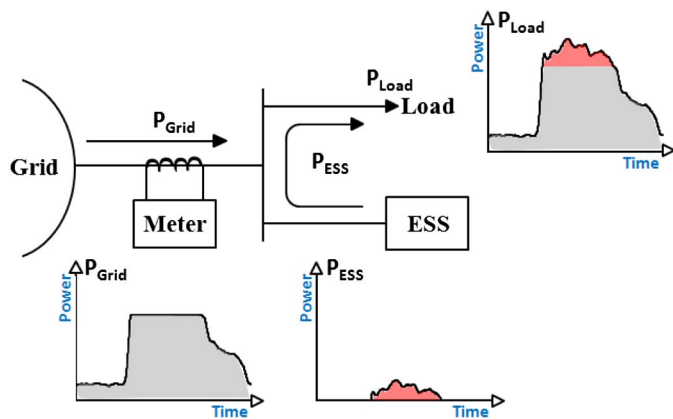 P_Load
Power
Time
P_Load
Load
P_Grid
Grid
P_ESS
Meter
ESS
P_Grid
Power
Time
P_ESS
Power
Time